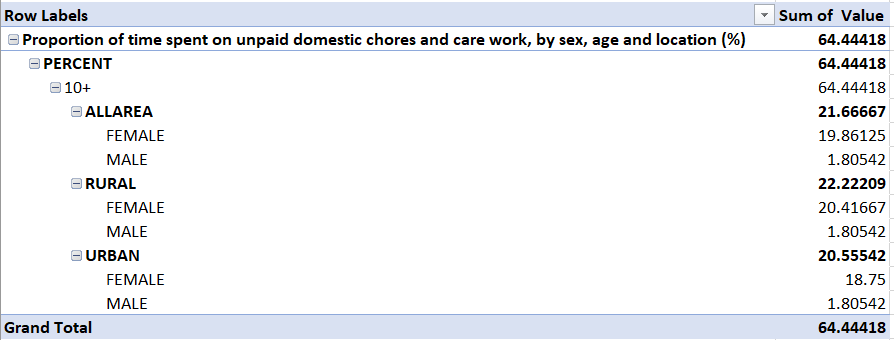 Row Labels Sum of Value
Proportion of time spent on unpaid domestic chores and care work, by sex, age and location (%) 64.44418
PERCENT 64.44418
10+ 64.44418
ALLAREA 21.66667
FEMALE 19.86125
MALE 1.80542
RURAL 22.22209
FEMALE 20.41667
MALE 1.80542
URBAN 20.55542
FEMALE 18.75
MALE 1.80542
Grand Total 64.44418